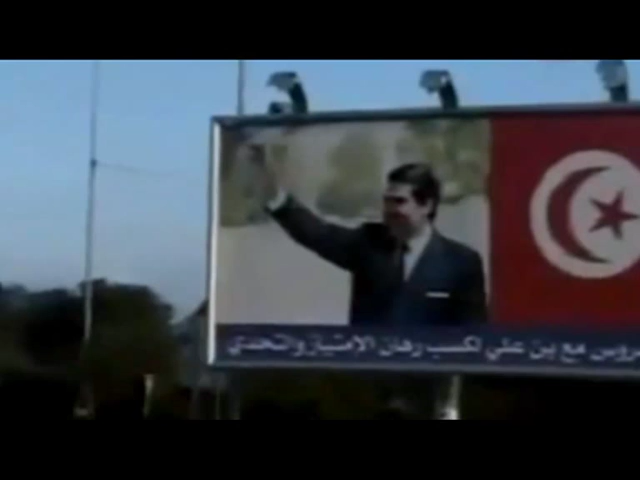 مع بن علي لكسب رهان الامتياز والتحدي